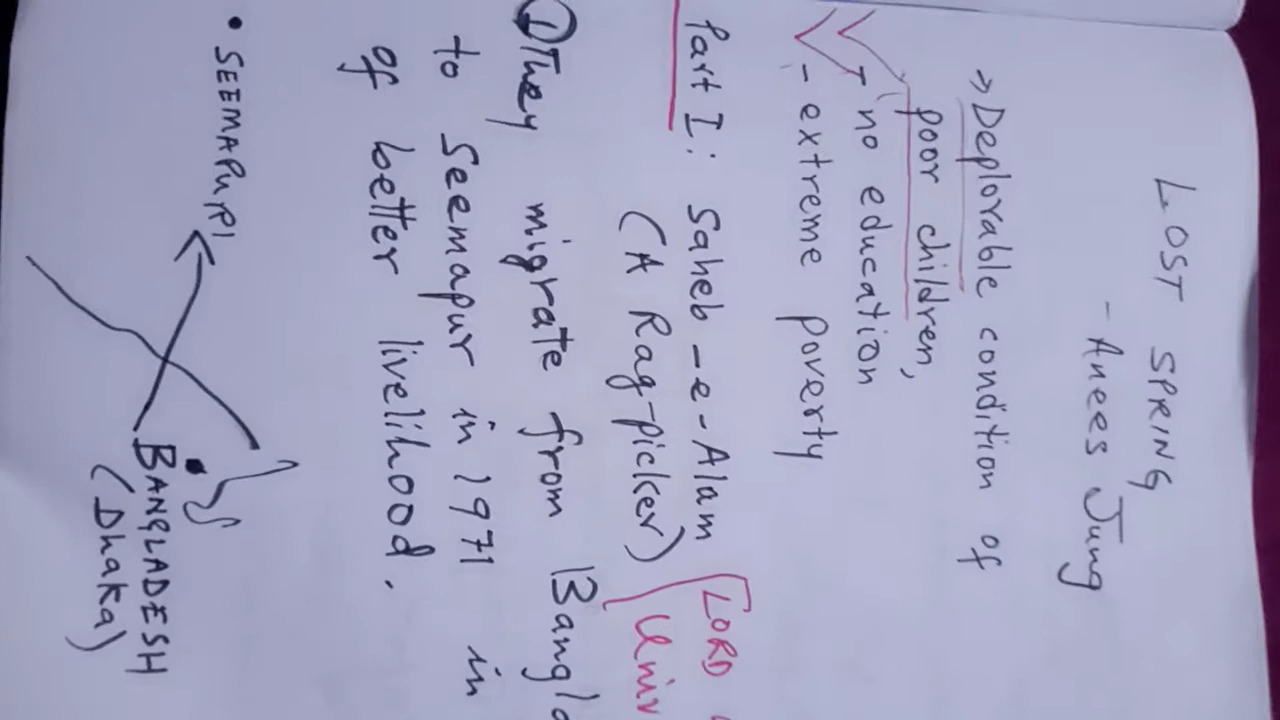 LOST SPRING
- Anees Jung
→ Deplorable condition of
poor children,
- no education
- extreme poverty
Part I: Saheb-e-Alam [LORD
(A Rag-picker) Univ
① They migrate from Bangla
to Seemapur in 1971 in
of better livelihood.
• SEEMAPURI
BANGLADESH
(Dhaka)